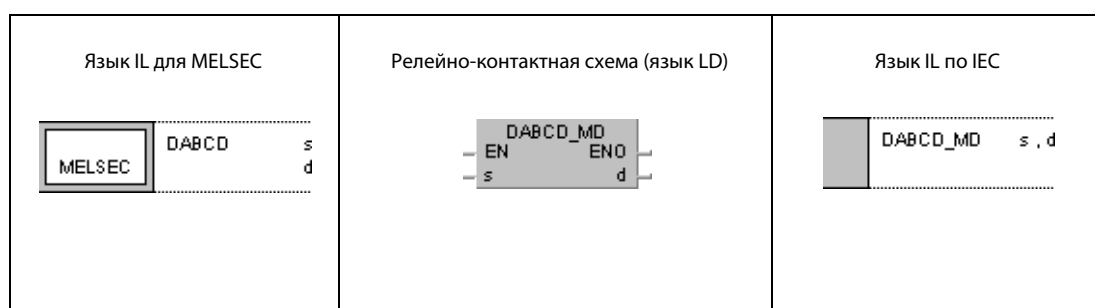 Язык IL для MELSEC
MELSEC
DABCD s
d
Релейно-контактная схема (язык LD)
DABCD_MD
EN ENO
s d
Язык IL по IEC
DABCD_MD s , d